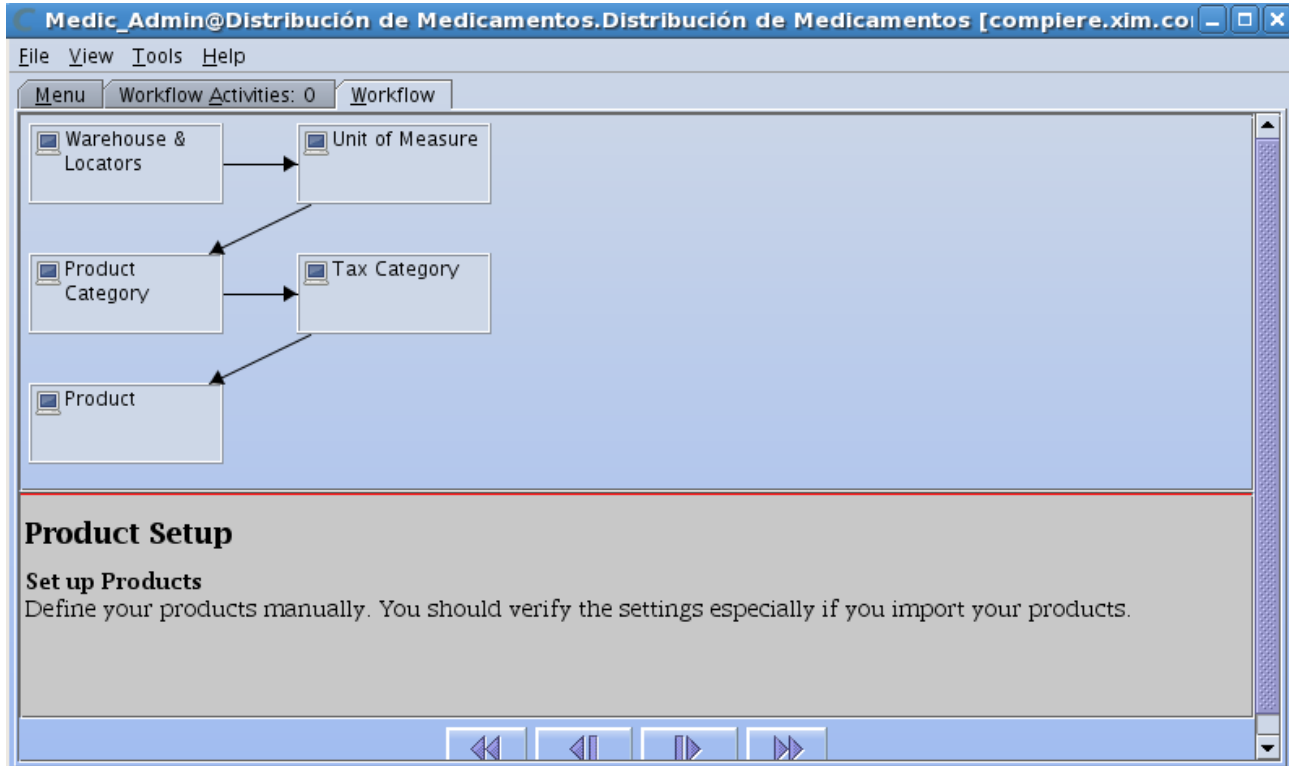 Medic_Admin@Distribución de Medicamentos.Distribución de Medicamentos [compiere.xim.co
File View Tools Help
Menu Workflow Activities: 0 Workflow
Warehouse &
Locators
Unit of Measure
Product
Category
Tax Category
Product
Product Setup
Set up Products
Define your products manually. You should verify the settings especially if you import your products.